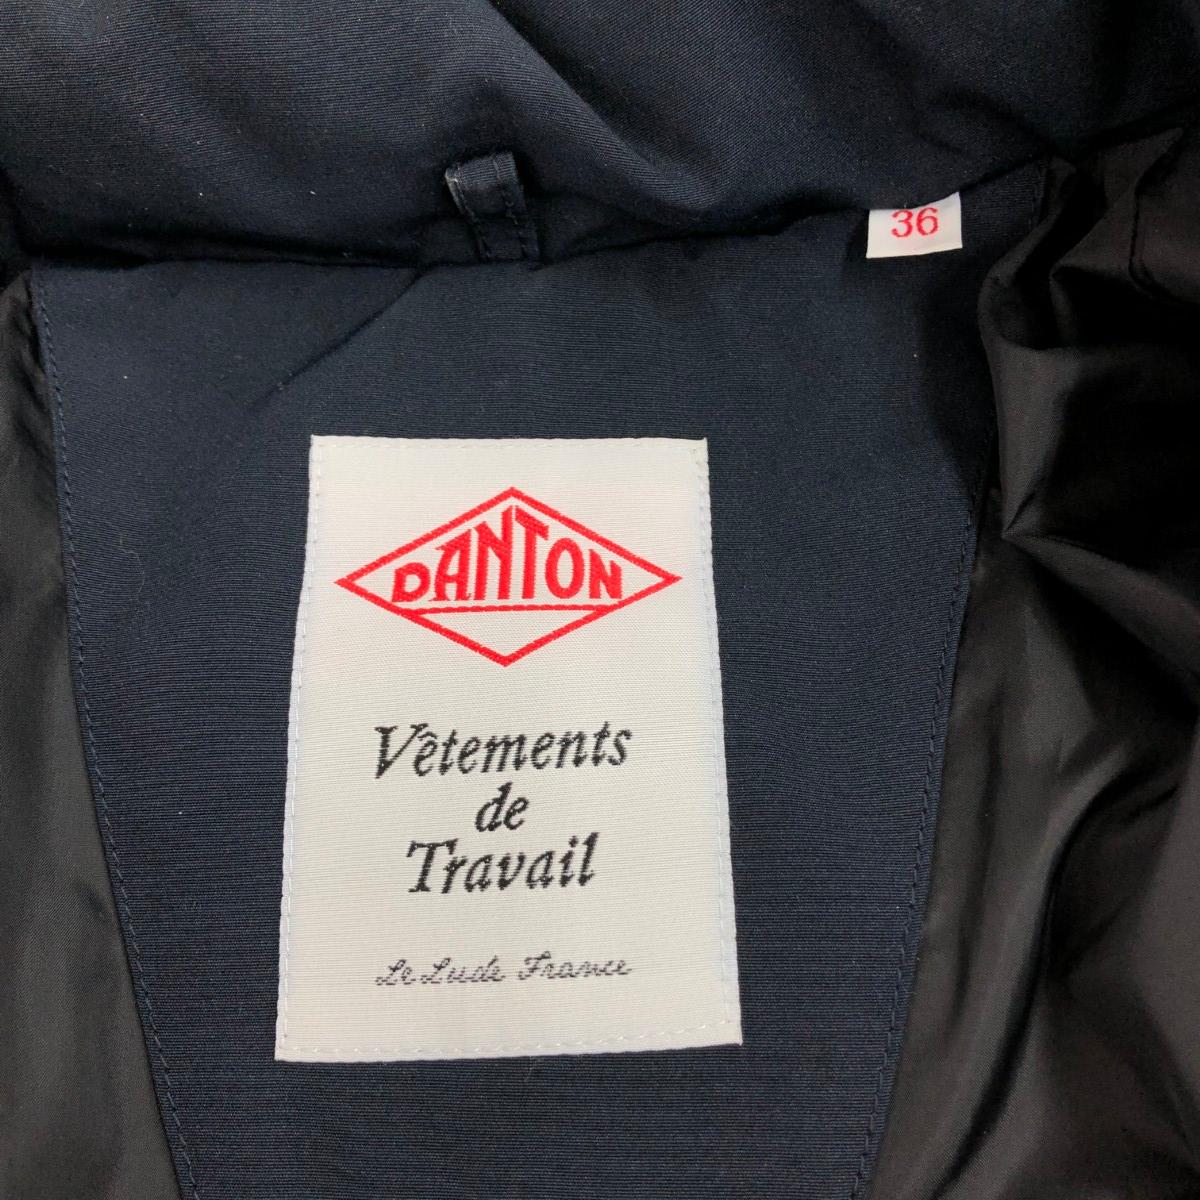 36
DANTON
Vêtements
de
Travail
Le Lude France